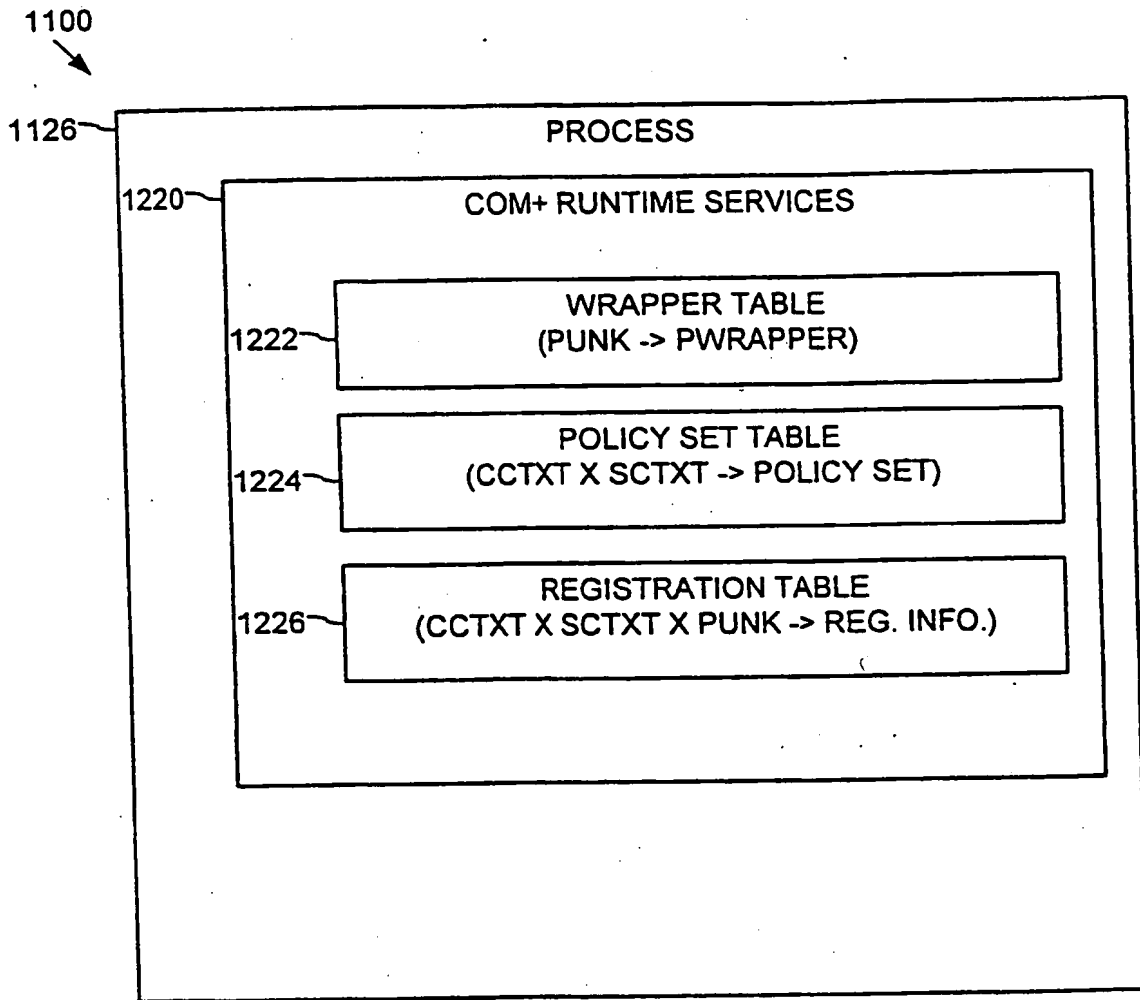 1100
1126
PROCESS
1220
COM+ RUNTIME SERVICES
WRAPPER TABLE
1222
(PUNK -> PWRAPPER)
POLICY SET TABLE
1224
(CCTXT X SCTXT -> POLICY SET)
REGISTRATION TABLE
1226
(CCTXT X SCTXT X PUNK -> REG. INFO.)